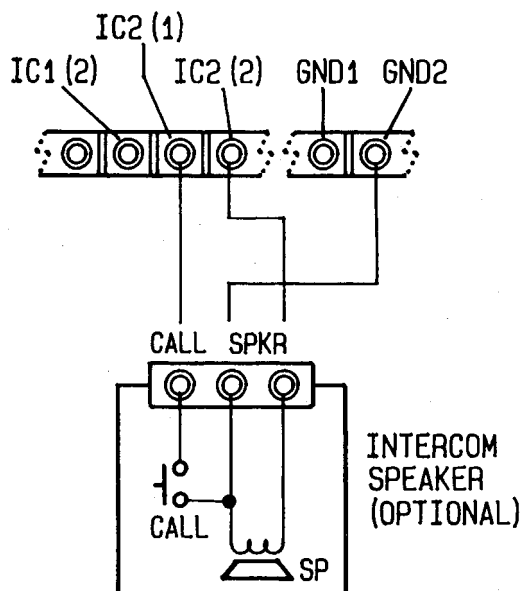 IC2(1)
IC1(2) IC2(2) GND1 GND2
CALL SPKR
INTERCOM
SPEAKER
(OPTIONAL)
CALL
SP